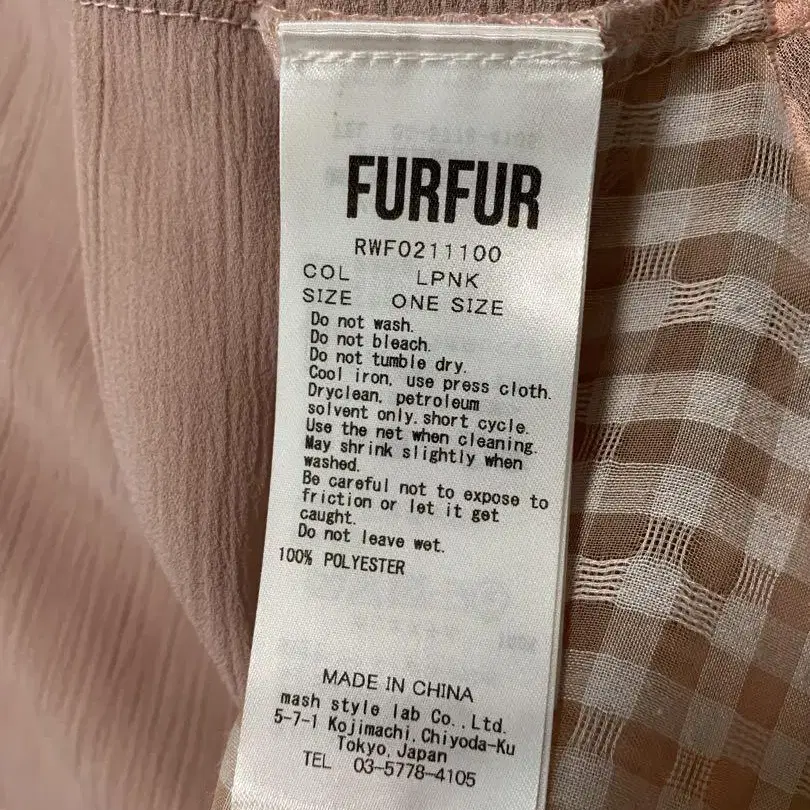 FURFUR
RWF0211100
COL LPNK
SIZE ONE SIZE
Do not wash.
Do not bleach.
Do not tumble dry.
Cool iron, use press cloth.
Dryclean, petroleum
solvent only.short cycle.
Use the net when cleaning.
May shrink slightly when
washed.
Be careful not to expose to
friction or let it get
caught.
Do not leave wet.
100% POLYESTER
MADE IN CHINA
mash style lab Co.,Ltd.
5-7-1 Kojimachi,Chiyoda-Ku
Tokyo,Japan
TEL 03-5778-4105